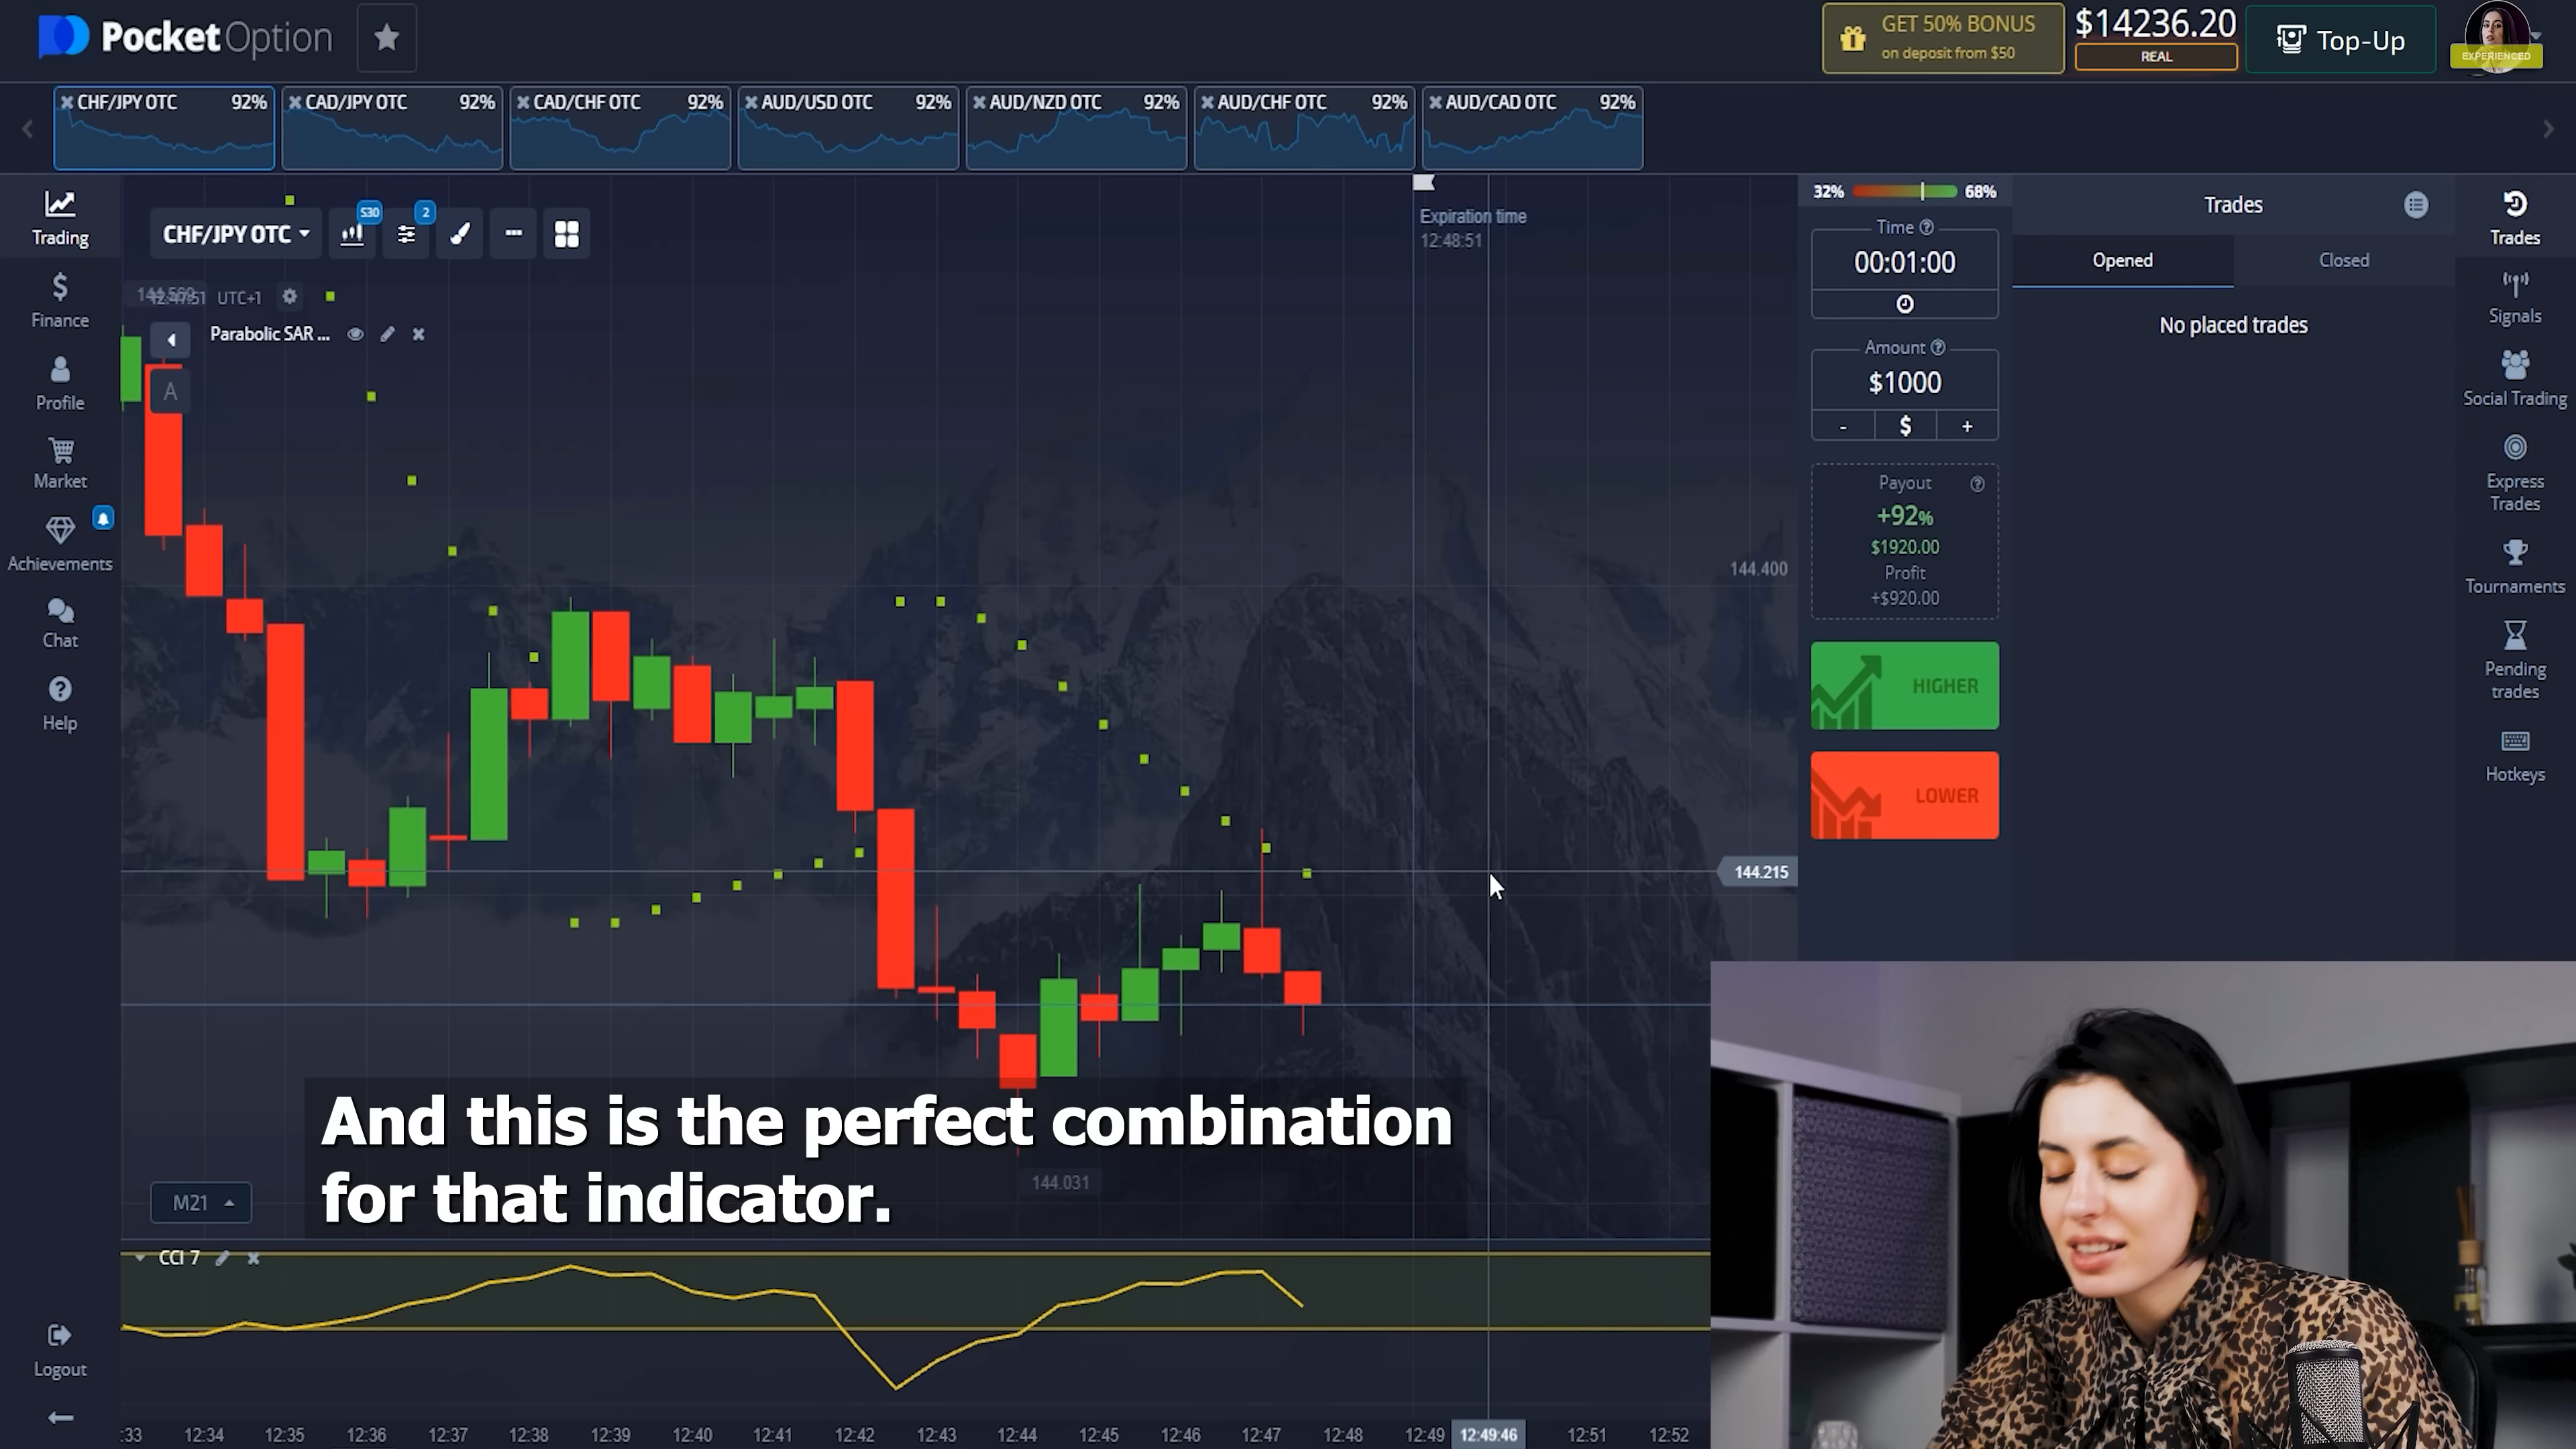 PocketOption
GET 50% BONUS
on deposit from $50
$14236.20
REAL
Top-Up
EXPERIENCED
CHF/JPY OTC 92%
CAD/JPY OTC 92%
CAD/CHF OTC 92%
AUD/USD OTC 92%
AUD/NZD OTC 92%
AUD/CHF OTC 92%
AUD/CAD OTC 92%
Trading
Finance
Profile
Market
Achievements
Chat
Help
Logout
CHF/JPY OTC
S30
2
UTC+1
Parabolic SAR ...
A
Expiration time
12:48:51
144.400
144.215
144.031
M21
And this is the perfect combination
for that indicator.
CCI 7
:33 12:34 12:35 12:36 12:37 12:38 12:39 12:40 12:41 12:42 12:43 12:44 12:45 12:46 12:47 12:48 12:49 12:49:46 12:51 12:52
32% 68%
Time
00:01:00
Amount
$1000
- $ +
Payout
+92%
$1920.00
Profit
+$920.00
HIGHER
LOWER
Trades
Opened
Closed
No placed trades
Trades
Signals
Social Trading
Express
Trades
Tournaments
Pending
trades
Hotkeys